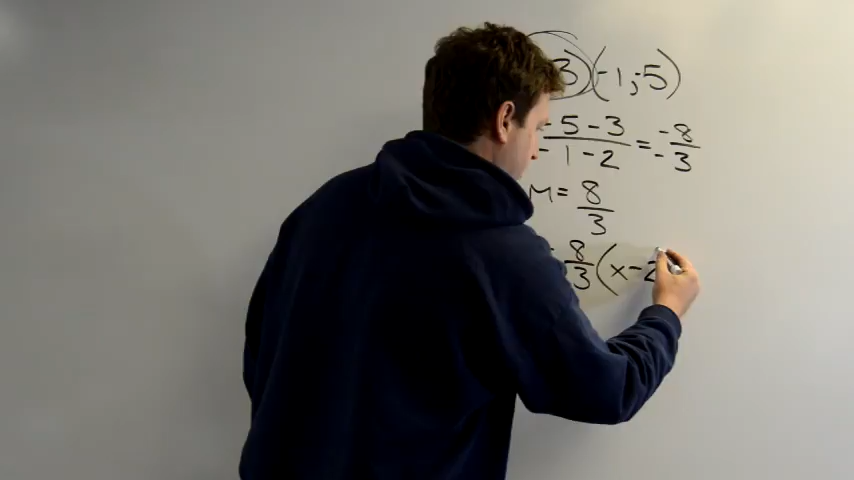 3) (-1, -5)
-5-3 / -1-2 = -8 / -3
M = 8/3
8/3 (x-2